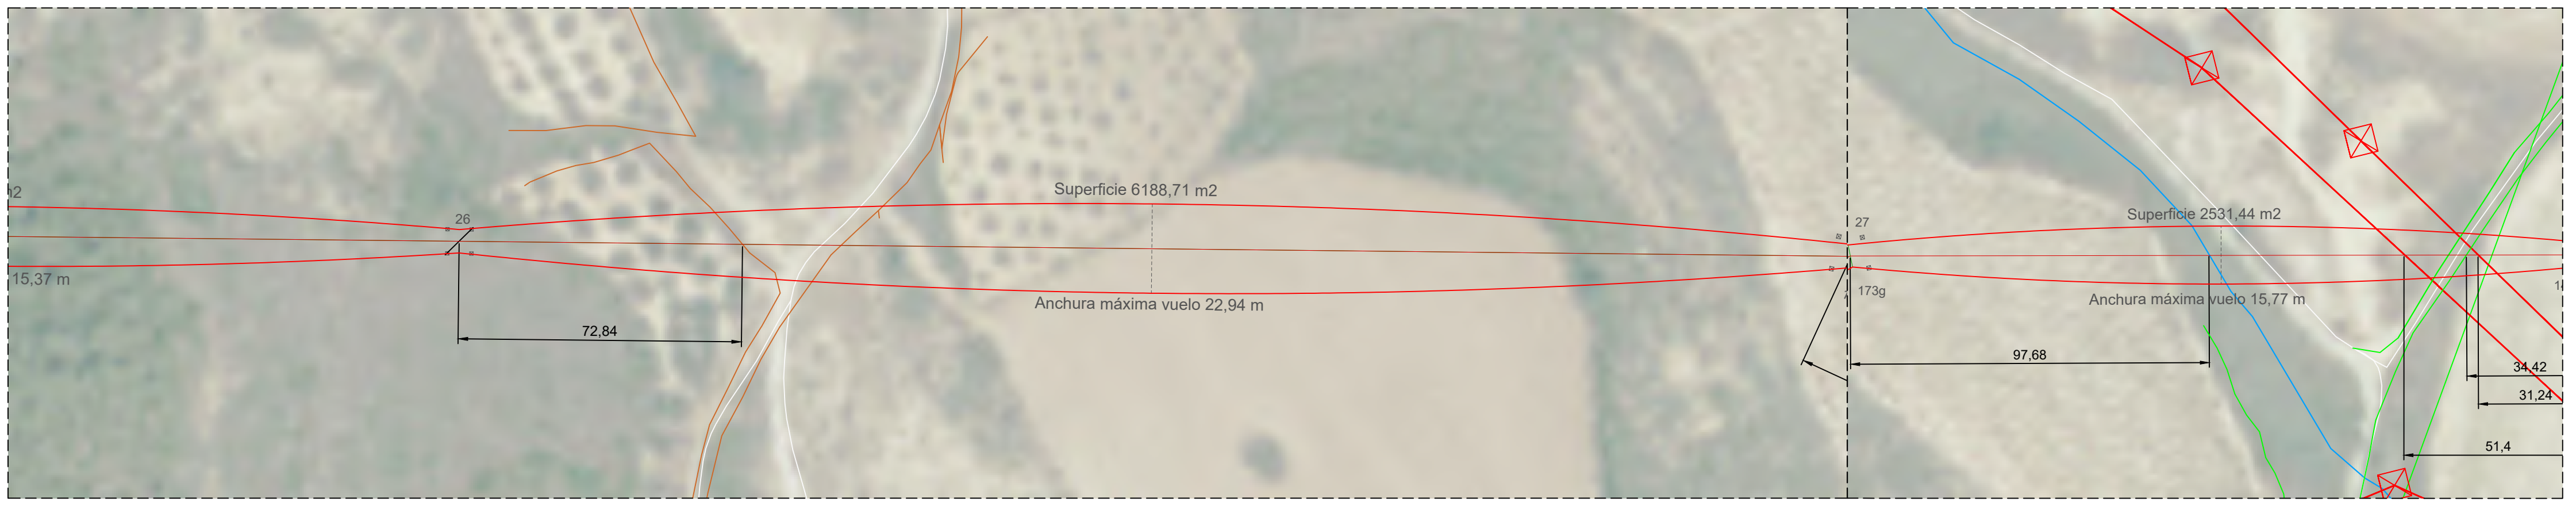 26
Superficie 6188,71 m2
27
Superficie 2531,44 m2
15,37 m
Anchura máxima vuelo 22,94 m
173g
Anchura máxima vuelo 15,77 m
72,84
97,68
34,42
31,24
51,4